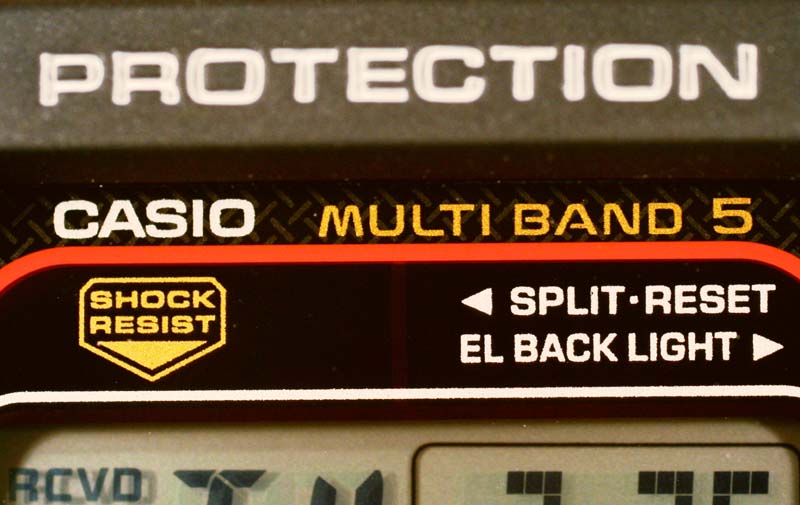 PROTECTION
CASIO MULTI BAND 5
SHOCK
RESIST
◀ SPLIT·RESET
EL BACK LIGHT ▶
RCVD